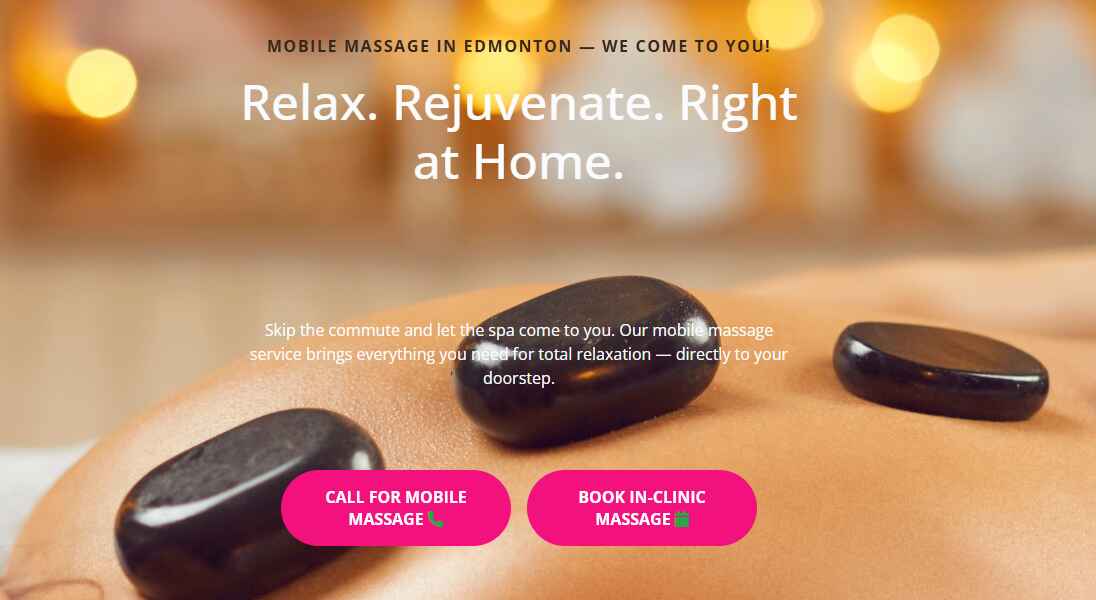 MOBILE MASSAGE IN EDMONTON — WE COME TO YOU!
Relax. Rejuvenate. Right
at Home.
Skip the commute and let the spa come to you. Our mobile massage
service brings everything you need for total relaxation — directly to your
doorstep.
CALL FOR MOBILE
MASSAGE
BOOK IN-CLINIC
MASSAGE